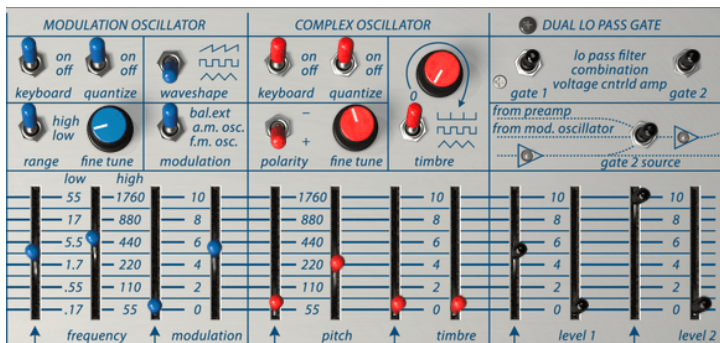 MODULATION OSCILLATOR
on
off
keyboard
on
off
quantize
waveshape
high
low
range
fine tune
bal.ext
a.m. osc.
f.m. osc.
modulation
low high
55 1760 10
17 880 8
5.5 440 6
1.7 220 4
.55 110 2
.17 55 0
frequency
modulation
COMPLEX OSCILLATOR
on
off
keyboard
on
off
quantize
0
timbre
−
+
polarity
fine tune
1760 10
880 8
440 6
220 4
110 2
55 0
pitch
timbre
DUAL LO PASS GATE
lo pass filter
combination
voltage cntrld amp
gate 1
gate 2
from preamp
from mod. oscillator
gate 2 source
10 10
8 8
6 6
4 4
2 2
0 0
level 1
level 2